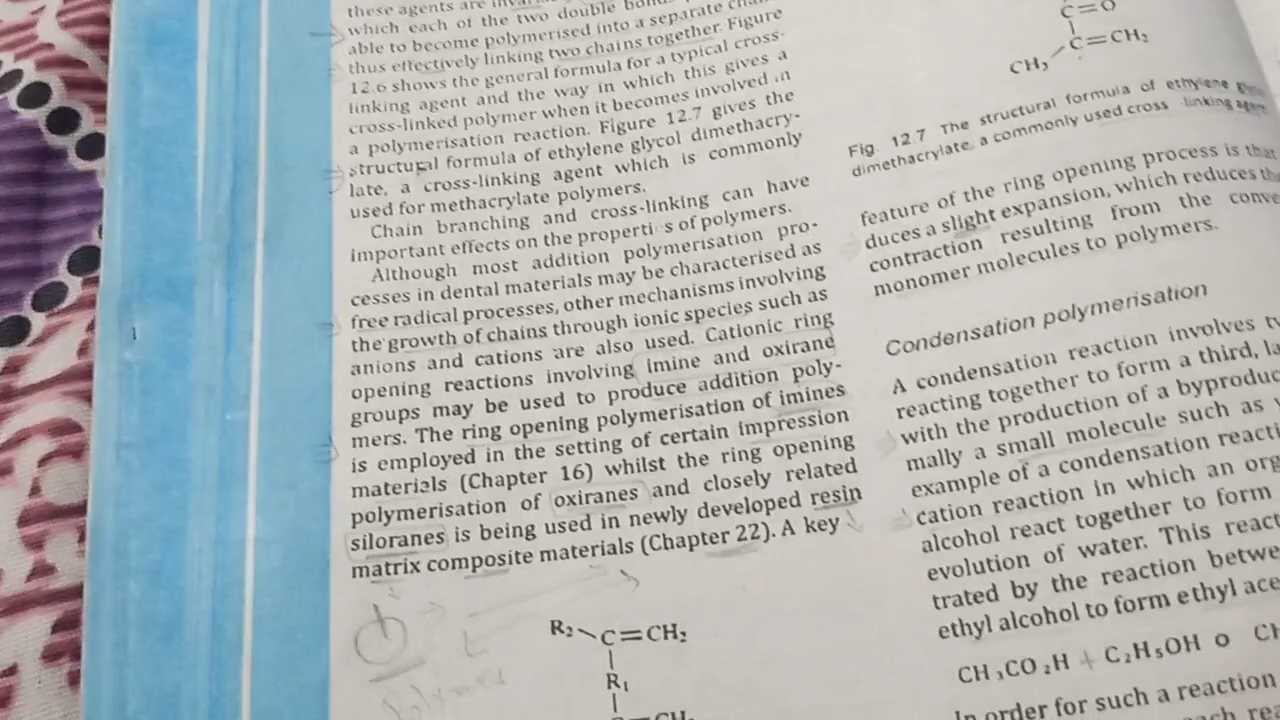 these agents are
which each of the two double
able to become polymerised into a separate
thus effectively linking two chains together. Figure
12.6 shows the general formula for a typical cross-
linking agent and the way in which this gives a
cross-linked polymer when it becomes involved in
a polymerisation reaction. Figure 12.7 gives the
structural formula of ethylene glycol dimethacry-
late, a cross-linking agent which is commonly
used for methacrylate polymers.
Chain branching and cross-linking can have
important effects on the properti s of polymers.
Although most addition polymerisation pro-
cesses in dental materials may be characterised as
free radical processes, other mechanisms involving
the growth of chains through ionic species such as
anions and cations are also used. Cationic ring
opening reactions involving imine and oxirane
groups may be used to produce addition poly-
mers. The ring opening polymerisation of imines
is employed in the setting of certain impression
materials (Chapter 16) whilst the ring opening
polymerisation of oxiranes and closely related
siloranes is being used in newly developed resin
matrix composite materials (Chapter 22). A key
R₂ C=CH₂
R₁
C=O
C=CH₂
CH₃
Fig. 12.7 The structural formula of ethylene
dimethacrylate, a commonly used cross linking agent
feature of the ring opening process is that
duces a slight expansion, which reduces
contraction resulting from the
monomer molecules to polymers.
Condensation polymerisation
A condensation reaction involves
reacting together to form a third,
with the production of a
mally a small molecule such as
example of a condensation
cation reaction in which an
alcohol react together to form
evolution of water. This
trated by the reaction
ethyl alcohol to form ethyl
CH₃CO₂H + C₂H₅OH o
In order for such a reaction